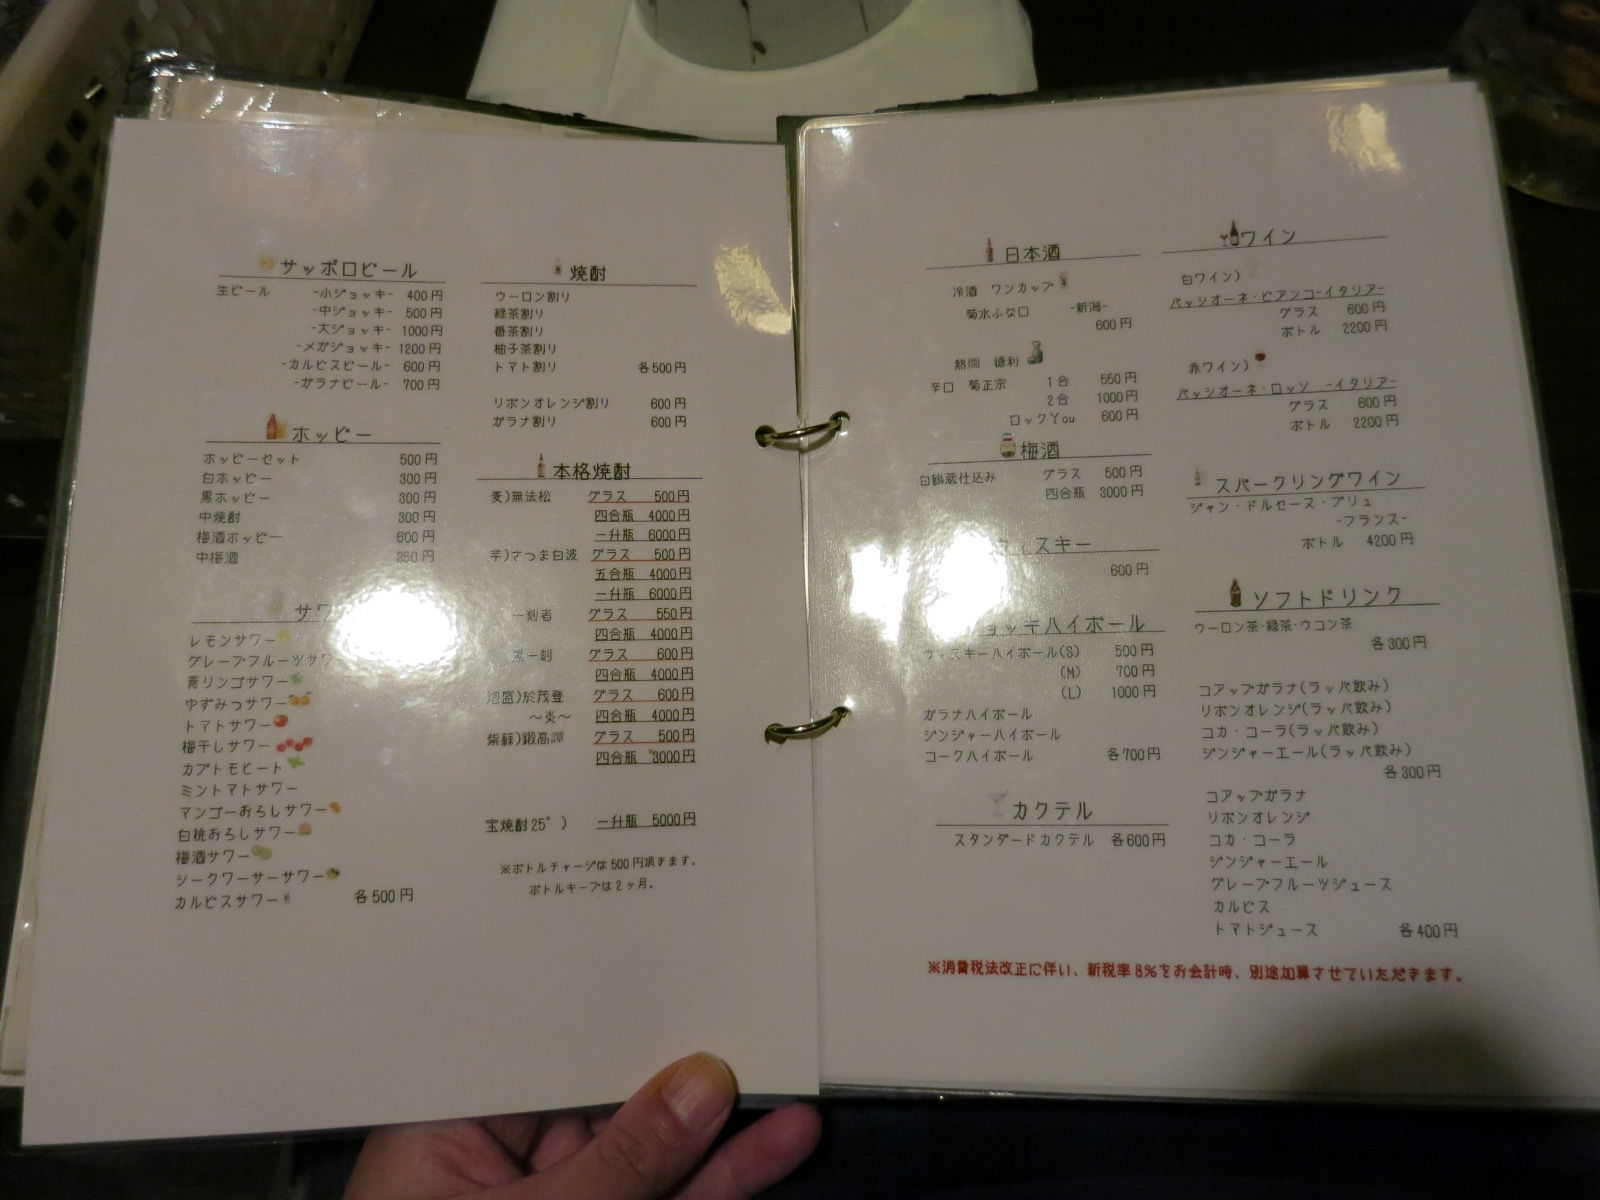 サッポロビール
生ビール -小ジョッキ- 400円
-中ジョッキ- 500円
-大ジョッキ- 1000円
-メガジョッキ- 1200円
-カルピスビール- 600円
-ガラナビール- 700円
ホッピー
ホッピーセット 500円
白ホッピー 300円
黒ホッピー 300円
中焼酎 300円
梅酒ホッピー 600円
中梅酒 350円
サワ
レモンサワー
グレープフルーツサワー
青リンゴサワー
ゆずみつサワー
トマトサワー
梅干しサワー
カブトモヒート
ミントマトサワー
マンゴーおろしサワー
白桃おろしサワー
梅酒サワー
シークワーサーサワー
カルピスサワー 各500円
焼酎
ウーロン割り
緑茶割り
番茶割り
柚子茶割り
トマト割り 各500円
リボンオレンジ割り 600円
ガラナ割り 600円
本格焼酎
麦)無法松 グラス 500円
四合瓶 4000円
一升瓶 6000円
芋)さつま白波 グラス 500円
五合瓶 4000円
一升瓶 6000円
一刻者 グラス 550円
四合瓶 4000円
黒一刻 グラス 600円
四合瓶 4000円
泡盛)於茂登 グラス 600円
～炎～ 四合瓶 4000円
紫蘇)鍛高譚 グラス 500円
四合瓶 3000円
宝焼酎25°) 一升瓶 5000円
※ボトルチャージは500円頂きます。
ボトルキープは2ヶ月。
日本酒
冷酒 ワンカップ
菊水ふな口 -新潟-
600円
熱燗 徳利
辛口 菊正宗 1合 550円
2合 1000円
ロックYou 600円
梅酒
白鶴蔵仕込み グラス 500円
四合瓶 3000円
ィスキー
600円
ョッキハイボール
ウィスキーハイボール(S) 500円
(M) 700円
(L) 1000円
ガラナハイボール
ジンジャーハイボール
コークハイボール 各700円
カクテル
スタンダードカクテル 各600円
ワイン
白ワイン)
パッシオーネ・ビアンコ-イタリア-
グラス 600円
ボトル 2200円
赤ワイン)
パッシオーネ・ロッソ -イタリア-
グラス 600円
ボトル 2200円
スパークリングワイン
ジャン・ドルセーヌ・ブリュ
-フランス-
ボトル 4200円
ソフトドリンク
ウーロン茶・緑茶・ウコン茶
各300円
コアップガラナ(ラッパ飲み)
リボンオレンジ(ラッパ飲み)
コカ・コーラ(ラッパ飲み)
ジンジャーエール(ラッパ飲み)
各300円
コアップガラナ
リボンオレンジ
コカ・コーラ
ジンジャーエール
グレープフルーツジュース
カルピス
トマトジュース 各400円
※消費税法改正に伴い、新税率8%をお会計時、別途加算させていただきます。